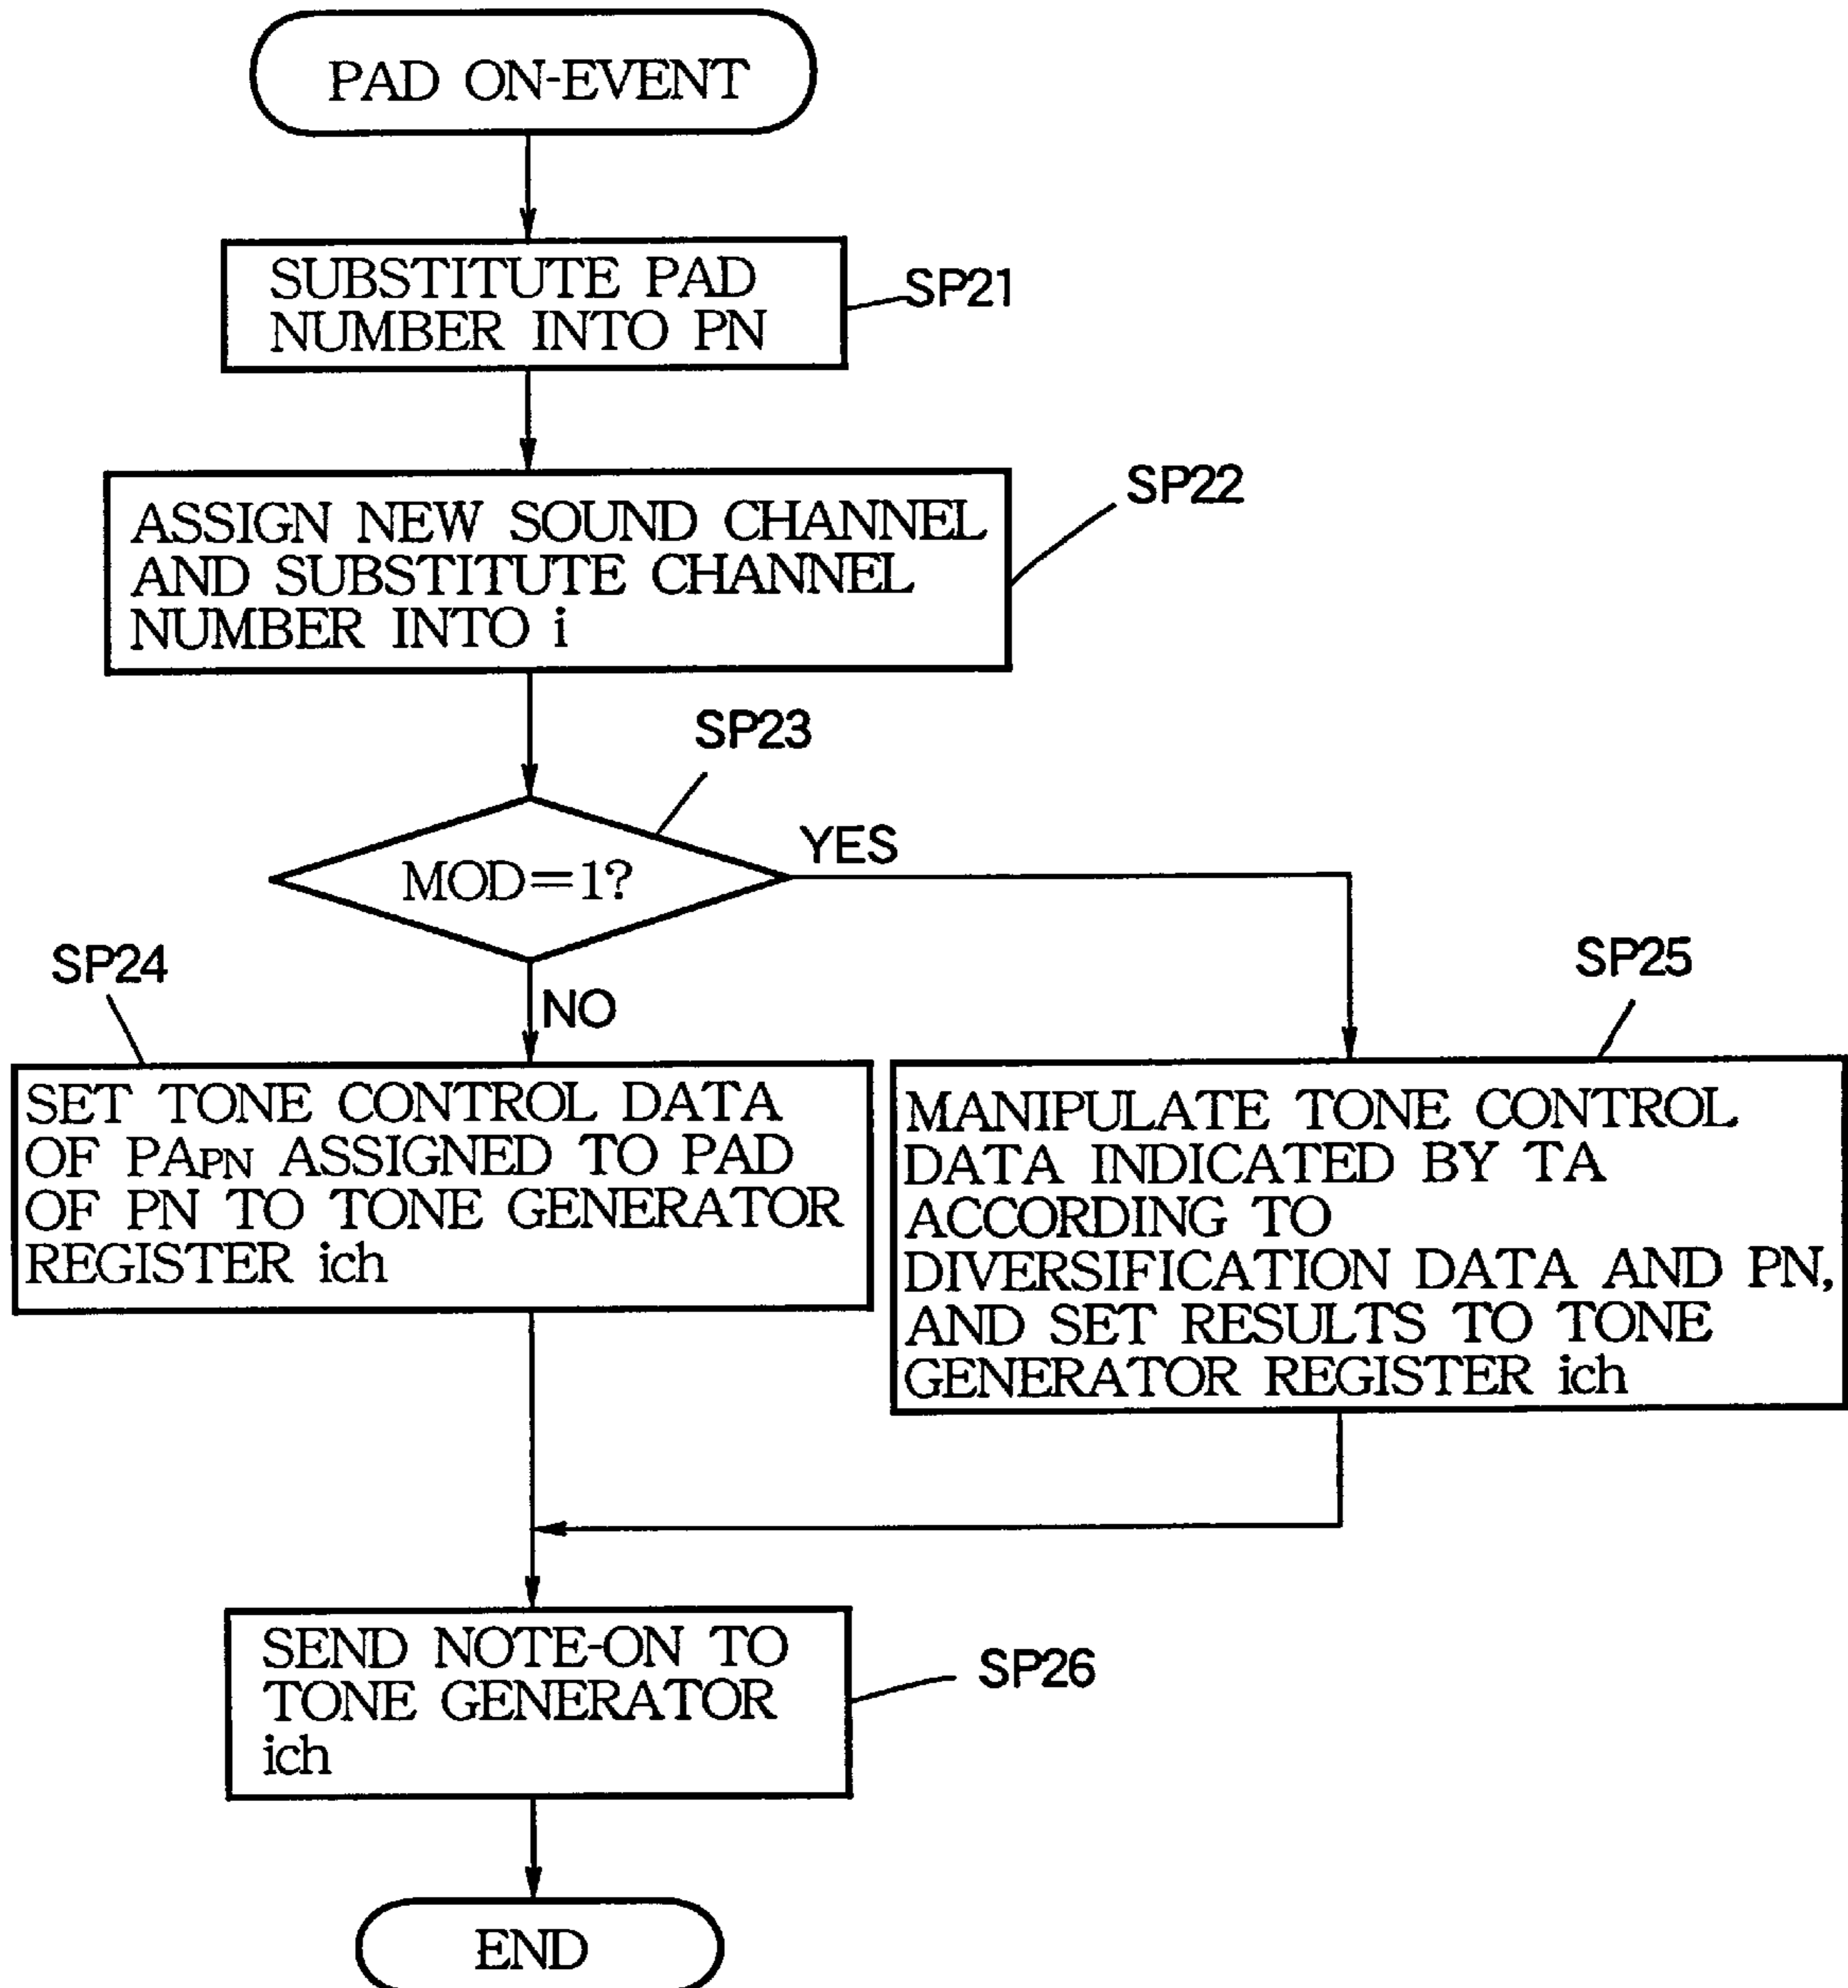 PAD ON-EVENT
SUBSTITUTE PAD
NUMBER INTO PN
SP21
ASSIGN NEW SOUND CHANNEL
AND SUBSTITUTE CHANNEL
NUMBER INTO i
SP22
SP23
MOD=1?
YES
NO
SP24
SET TONE CONTROL DATA
OF PAPN ASSIGNED TO PAD
OF PN TO TONE GENERATOR
REGISTER ich
SP25
MANIPULATE TONE CONTROL
DATA INDICATED BY TA
ACCORDING TO
DIVERSIFICATION DATA AND PN,
AND SET RESULTS TO TONE
GENERATOR REGISTER ich
SEND NOTE-ON TO
TONE GENERATOR
ich
SP26
END